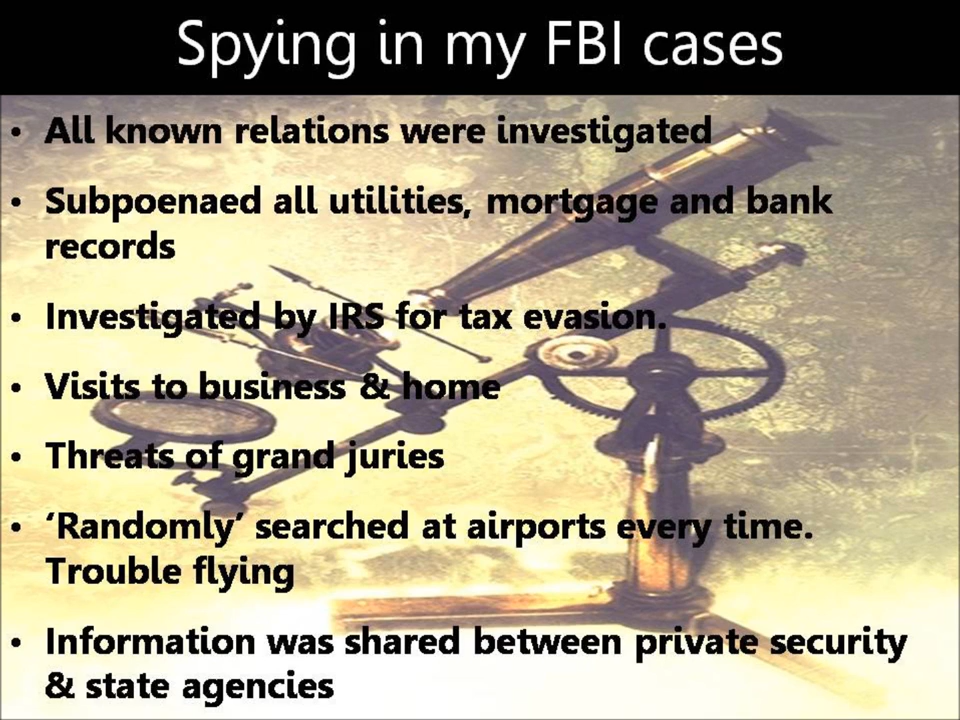 Spying in my FBI cases
• All known relations were investigated
• Subpoenaed all utilities, mortgage and bank
records
• Investigated by IRS for tax evasion.
• Visits to business & home
• Threats of grand juries
• ‘Randomly’ searched at airports every time.
Trouble flying
• Information was shared between private security
& state agencies